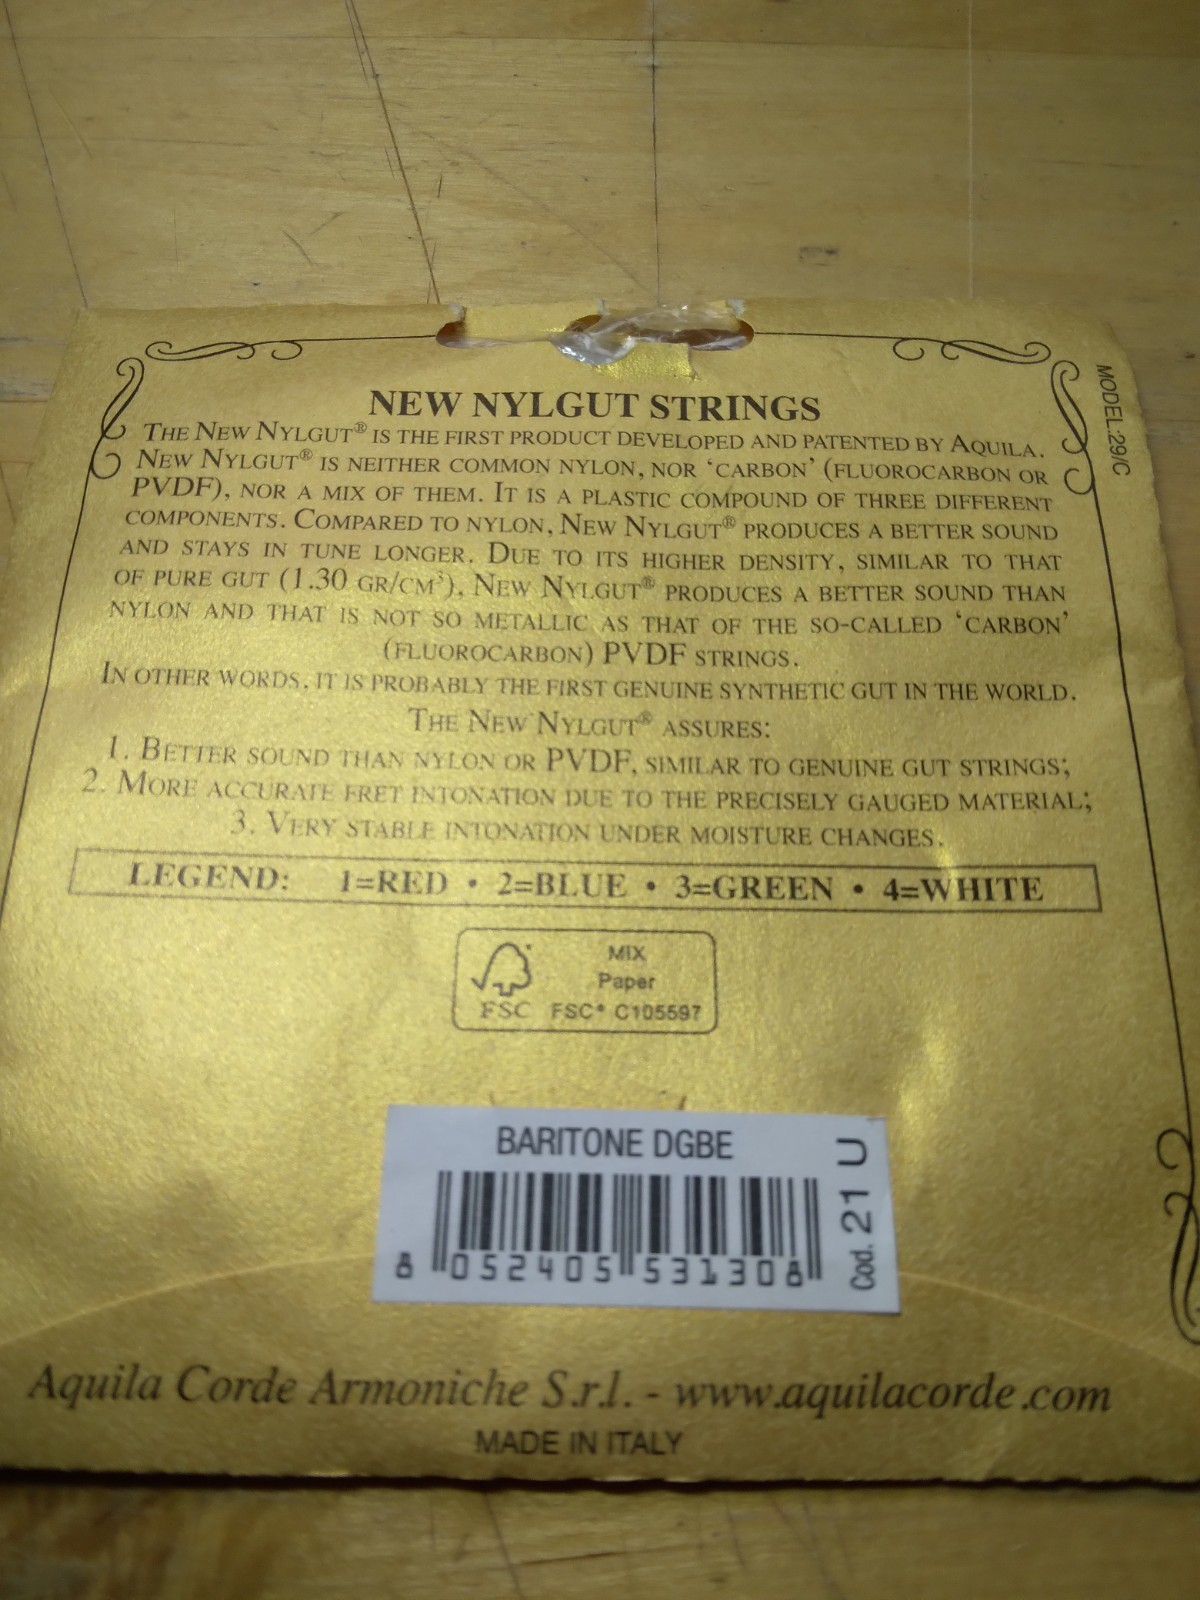 NEW NYLGUT STRINGS
THE NEW NYLGUT® IS THE FIRST PRODUCT DEVELOPED AND PATENTED BY AQUILA.
NEW NYLGUT® IS NEITHER COMMON NYLON, NOR ‘CARBON’ (FLUOROCARBON OR
PVDF), NOR A MIX OF THEM. IT IS A PLASTIC COMPOUND OF THREE DIFFERENT
COMPONENTS. COMPARED TO NYLON, NEW NYLGUT® PRODUCES A BETTER SOUND
AND STAYS IN TUNE LONGER. DUE TO ITS HIGHER DENSITY, SIMILAR TO THAT
OF PURE GUT (1.30 GR/CM³), NEW NYLGUT® PRODUCES A BETTER SOUND THAN
NYLON AND THAT IS NOT SO METALLIC AS THAT OF THE SO-CALLED ‘CARBON’
(FLUOROCARBON) PVDF STRINGS.
IN OTHER WORDS, IT IS PROBABLY THE FIRST GENUINE SYNTHETIC GUT IN THE WORLD.
THE NEW NYLGUT® ASSURES:
1. BETTER SOUND THAN NYLON OR PVDF, SIMILAR TO GENUINE GUT STRINGS;
2. MORE ACCURATE FRET INTONATION DUE TO THE PRECISELY GAUGED MATERIAL;
3. VERY STABLE INTONATION UNDER MOISTURE CHANGES.
LEGEND: 1=RED • 2=BLUE • 3=GREEN • 4=WHITE
MODEL.29/C
MIX
Paper
FSC FSC® C105597
BARITONE DGBE
8 052405 531308
Cod. 21 U
Aquila Corde Armoniche S.r.l. - www.aquilacorde.com
MADE IN ITALY